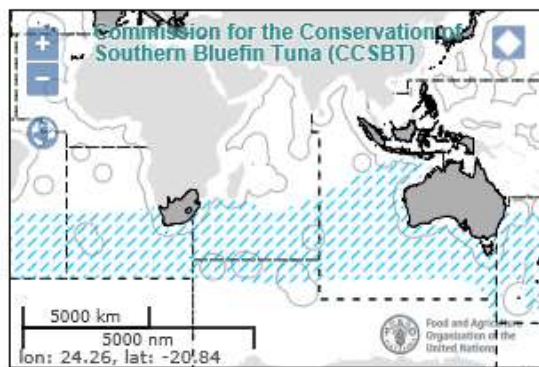 Commission for the Conservation of
Southern Bluefin Tuna (CCSBT)
+
−
5000 km
5000 nm
lon: 24.26, lat: -20.84
Food and Agriculture
Organization of the
United Nations